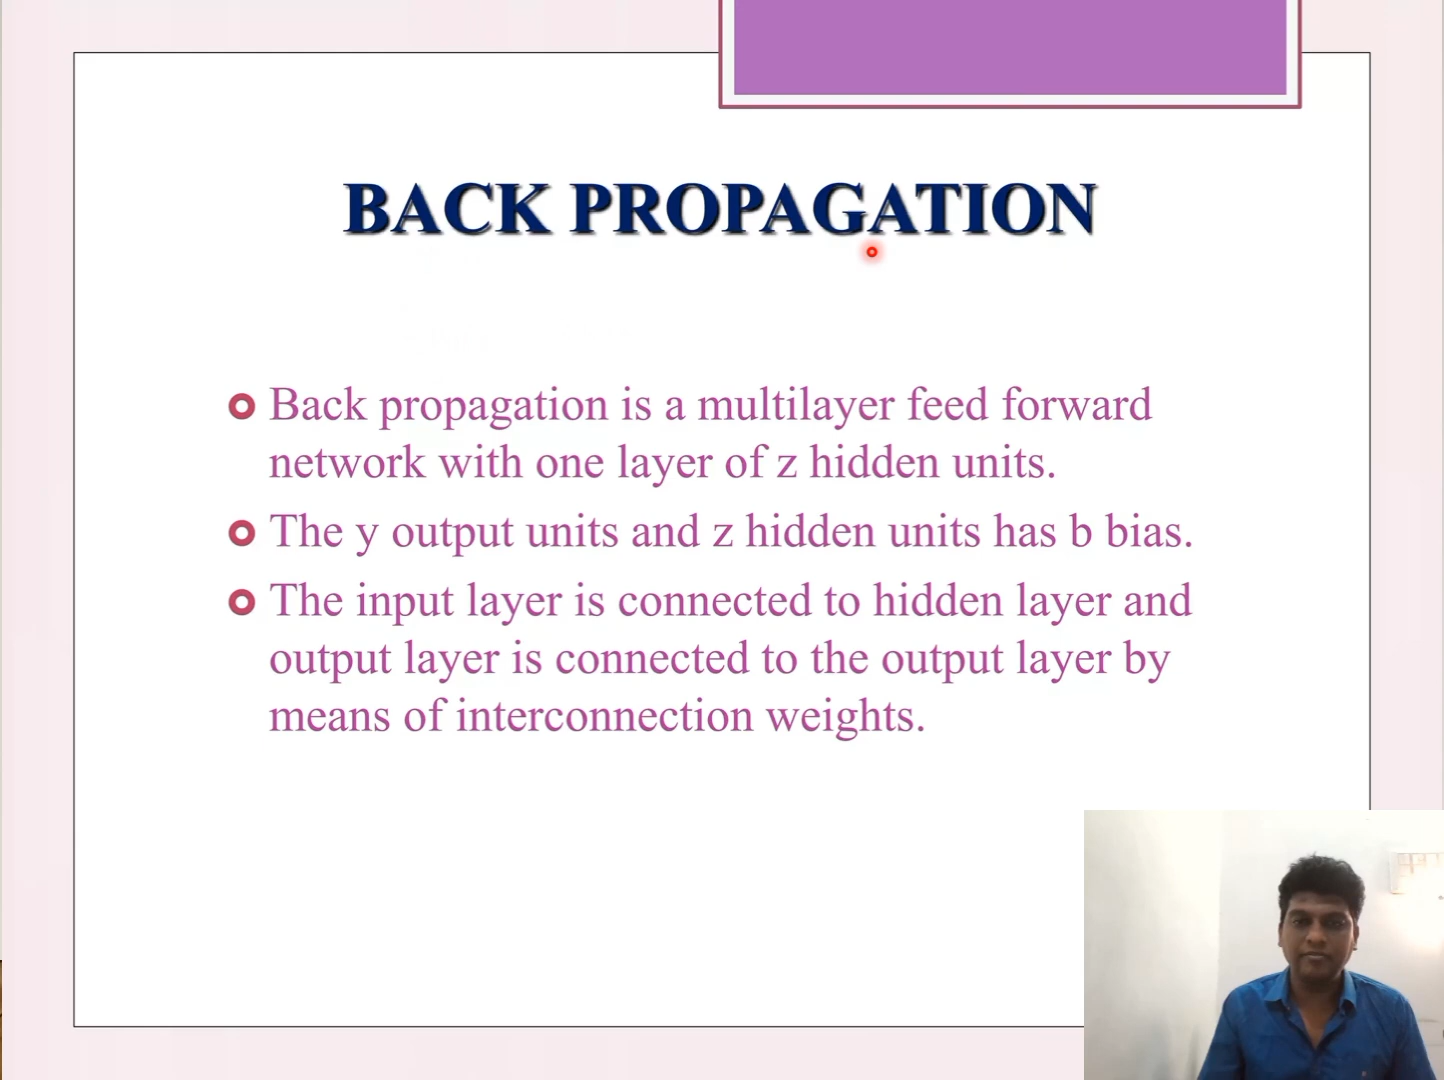 BACK PROPAGATION
Back propagation is a multilayer feed forward
network with one layer of z hidden units.
The y output units and z hidden units has b bias.
The input layer is connected to hidden layer and
output layer is connected to the output layer by
means of interconnection weights.